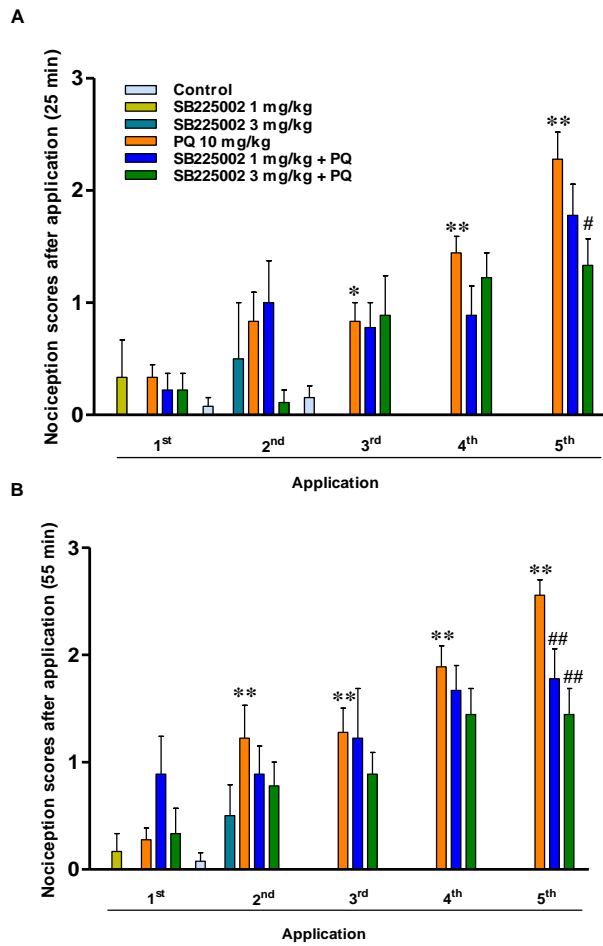 A
Nociception scores after application (25 min)
3
2
1
0
Control
SB225002 1 mg/kg
SB225002 3 mg/kg
PQ 10 mg/kg
SB225002 1 mg/kg + PQ
SB225002 3 mg/kg + PQ
*
**
**
#
1st 2nd 3rd 4th 5th
Application
B
Nociception scores after application (55 min)
3
2
1
0
**
**
**
**
##
##
1st 2nd 3rd 4th 5th
Application